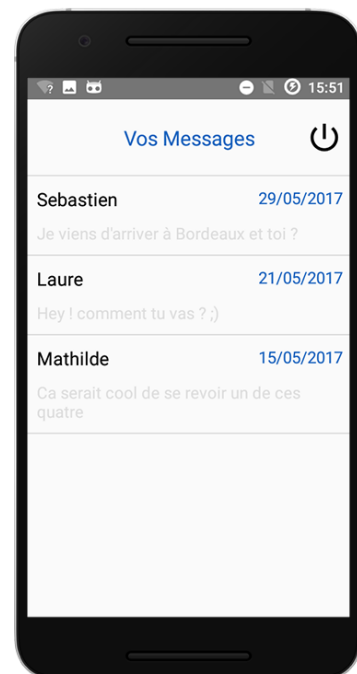 15:51
Vos Messages
Sebastien 29/05/2017
Je viens d'arriver à Bordeaux et toi ?
Laure 21/05/2017
Hey ! comment tu vas ? ;)
Mathilde 15/05/2017
Ca serait cool de se revoir un de ces
quatre